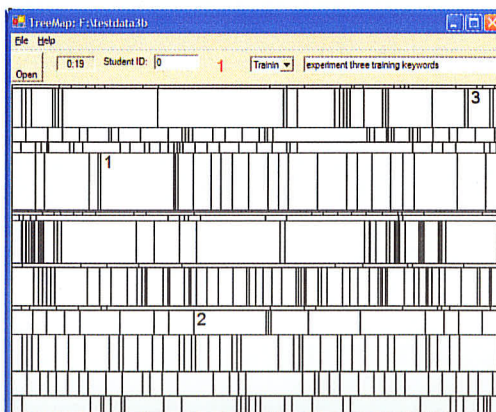 TreeMap: F:\testdata3b
File Help
Open 0:19 Student ID: 0 1 Trainin experiment three training keywords
3
1
2